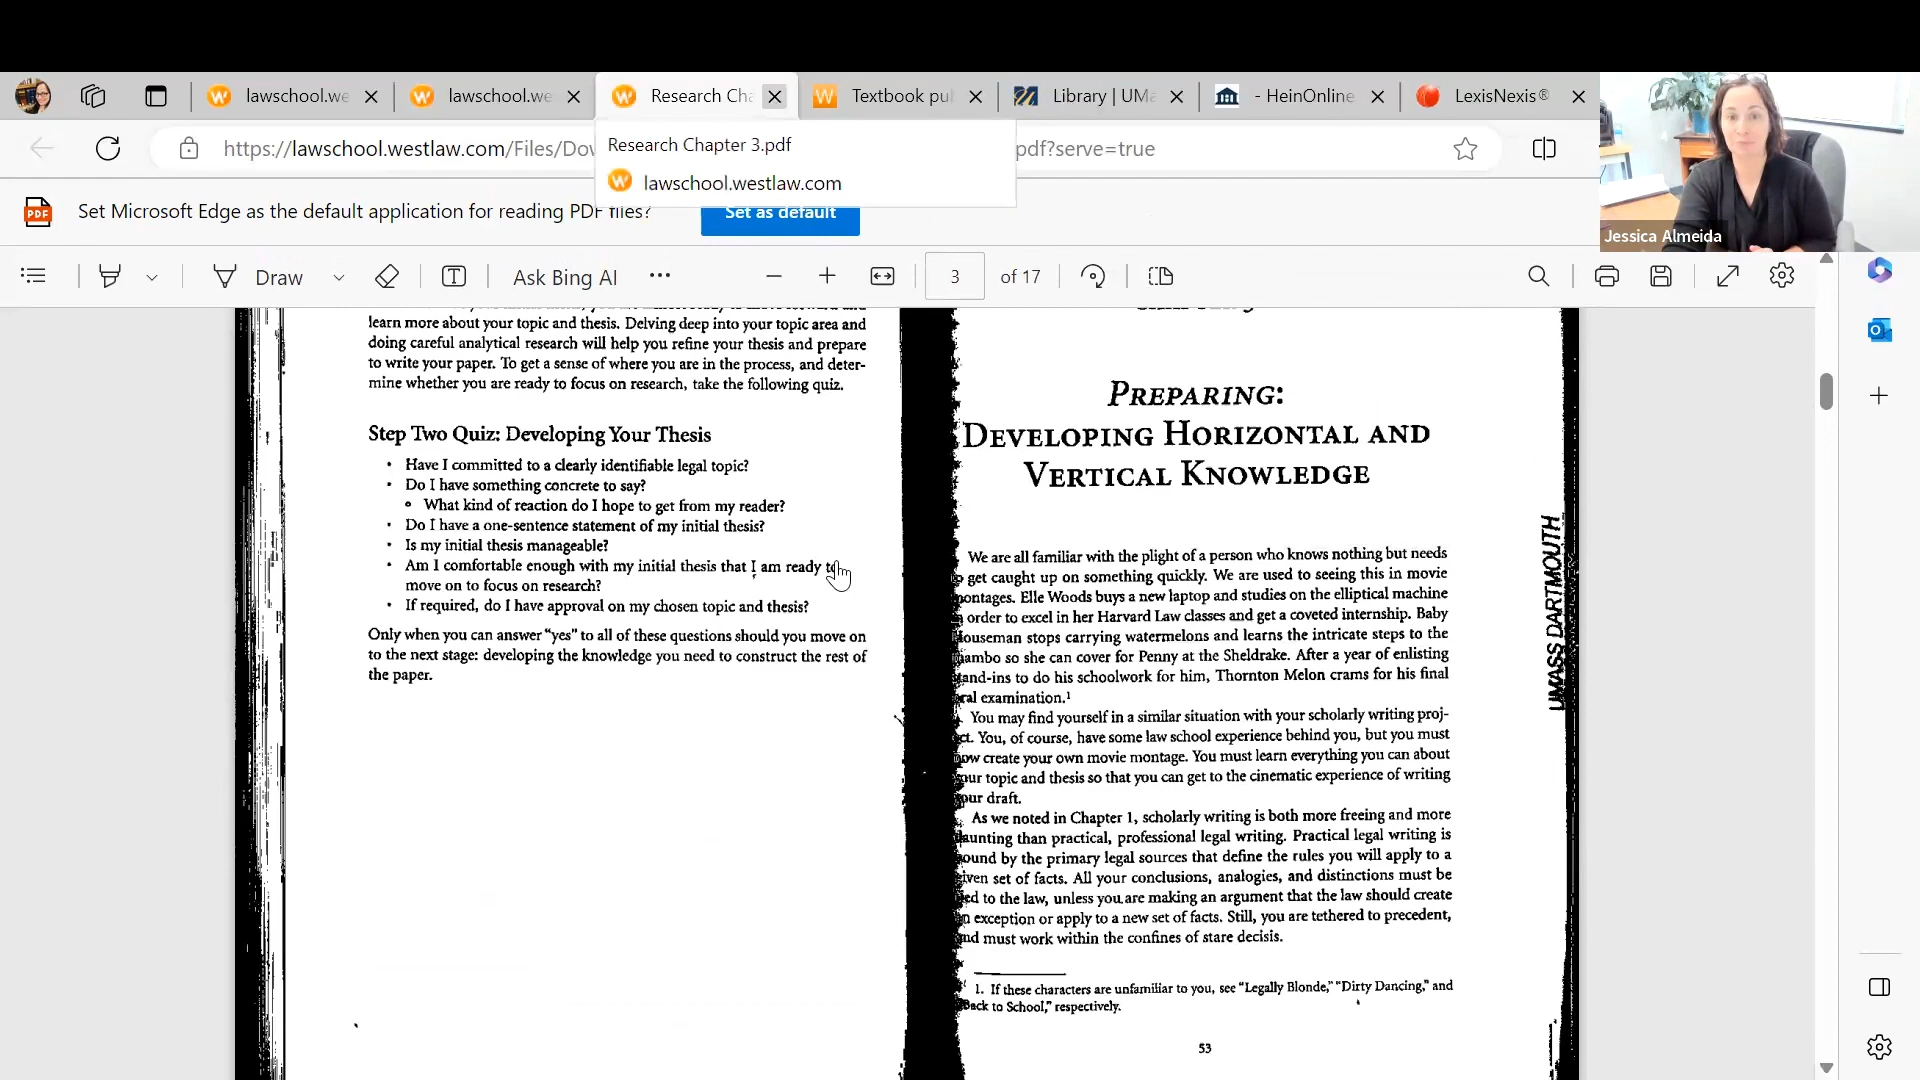 lawschool.we
lawschool.we
Research Cha
Textbook pu
Library | UMa
- HeinOnline
LexisNexis®
https://lawschool.westlaw.com/Files/Do
pdf?serve=true
Research Chapter 3.pdf
lawschool.westlaw.com
PDF
Set Microsoft Edge as the default application for reading PDF files?
Set as default
Jessica Almeida
Draw
Ask Bing AI
3
of 17
learn more about your topic and thesis. Delving deep into your topic area and
doing careful analytical research will help you refine your thesis and prepare
to write your paper. To get a sense of where you are in the process, and deter-
mine whether you are ready to focus on research, take the following quiz.
Step Two Quiz: Developing Your Thesis
• Have I committed to a clearly identifiable legal topic?
• Do I have something concrete to say?
What kind of reaction do I hope to get from my reader?
• Do I have a one-sentence statement of my initial thesis?
• Is my initial thesis manageable?
• Am I comfortable enough with my initial thesis that I am ready to
move on to focus on research?
• If required, do I have approval on my chosen topic and thesis?
Only when you can answer "yes" to all of these questions should you move on
to the next stage: developing the knowledge you need to construct the rest of
the paper.
PREPARING:
DEVELOPING HORIZONTAL AND
VERTICAL KNOWLEDGE
We are all familiar with the plight of a person who knows nothing but needs
get caught up on something quickly. We are used to seeing this in movie
ontages. Elle Woods buys a new laptop and studies on the elliptical machine
order to excel in her Harvard Law classes and get a coveted internship. Baby
ouseman stops carrying watermelons and learns the intricate steps to the
ambo so she can cover for Penny at the Sheldrake. After a year of enlisting
and-ins to do his schoolwork for him, Thornton Melon crams for his final
ral examination.¹
You may find yourself in a similar situation with your scholarly writing proj-
ct. You, of course, have some law school experience behind you, but you must
ow create your own movie montage. You must learn everything you can about
our topic and thesis so that you can get to the cinematic experience of writing
our draft.
As we noted in Chapter 1, scholarly writing is both more freeing and more
aunting than practical, professional legal writing. Practical legal writing is
ound by the primary legal sources that define the rules you will apply to a
iven set of facts. All your conclusions, analogies, and distinctions must be
ied to the law, unless you are making an argument that the law should create
n exception or apply to a new set of facts. Still, you are tethered to precedent,
nd must work within the confines of stare decisis.
1. If these characters are unfamiliar to you, see "Legally Blonde," "Dirty Dancing," and
Back to School," respectively.
53
UMASS DARTMOUTH